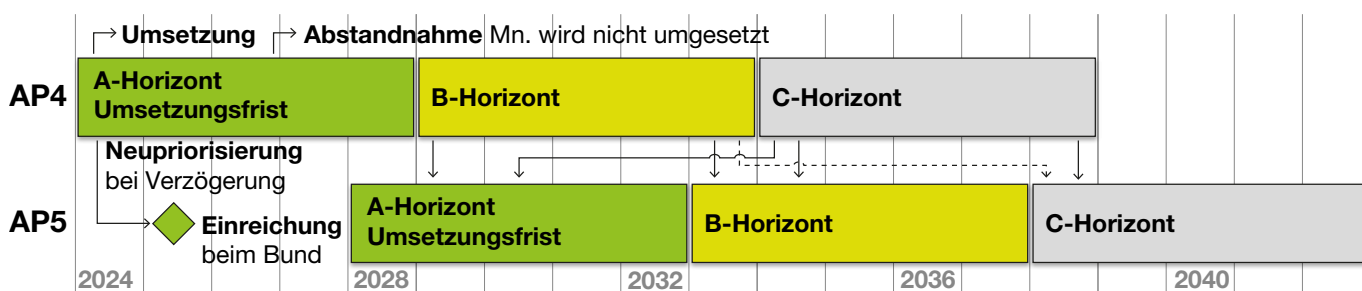 Umsetzung Abstandnahme Mn. wird nicht umgesetzt
AP4
A-Horizont
Umsetzungsfrist
B-Horizont
C-Horizont
Neupriorisierung
bei Verzögerung
AP5
Einreichung
beim Bund
A-Horizont
Umsetzungsfrist
B-Horizont
C-Horizont
2024 2028 2032 2036 2040